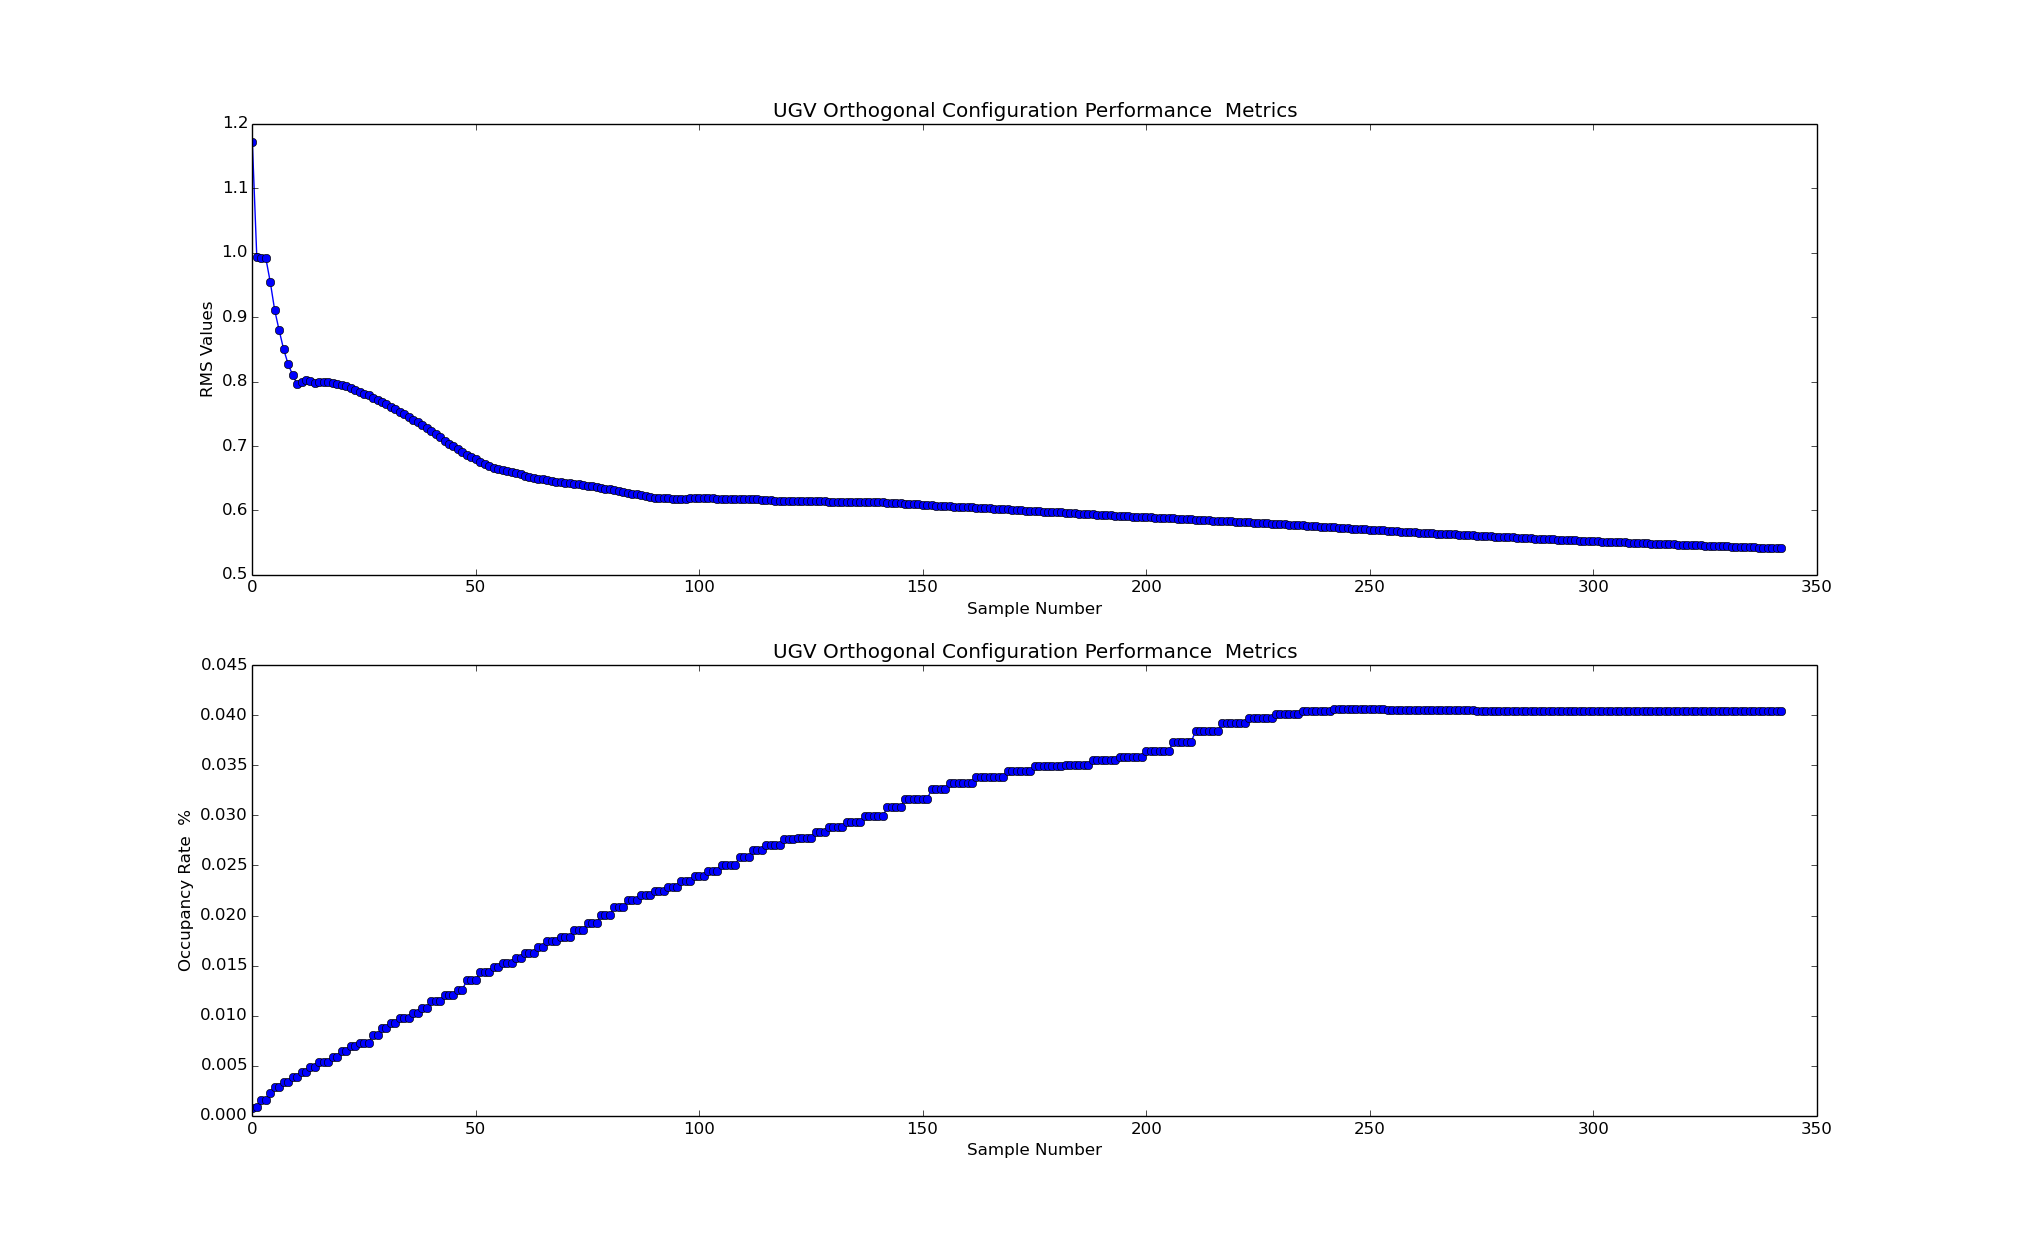 UGV Orthogonal Configuration Performance  Metrics
1.2
1.1
1.0
0.9
0.8
0.7
0.6
0.5
RMS Values
0 50 100 150 200 250 300 350
Sample Number
UGV Orthogonal Configuration Performance  Metrics
0.045
0.040
0.035
0.030
0.025
0.020
0.015
0.010
0.005
0.000
Occupancy Rate  %
0 50 100 150 200 250 300 350
Sample Number